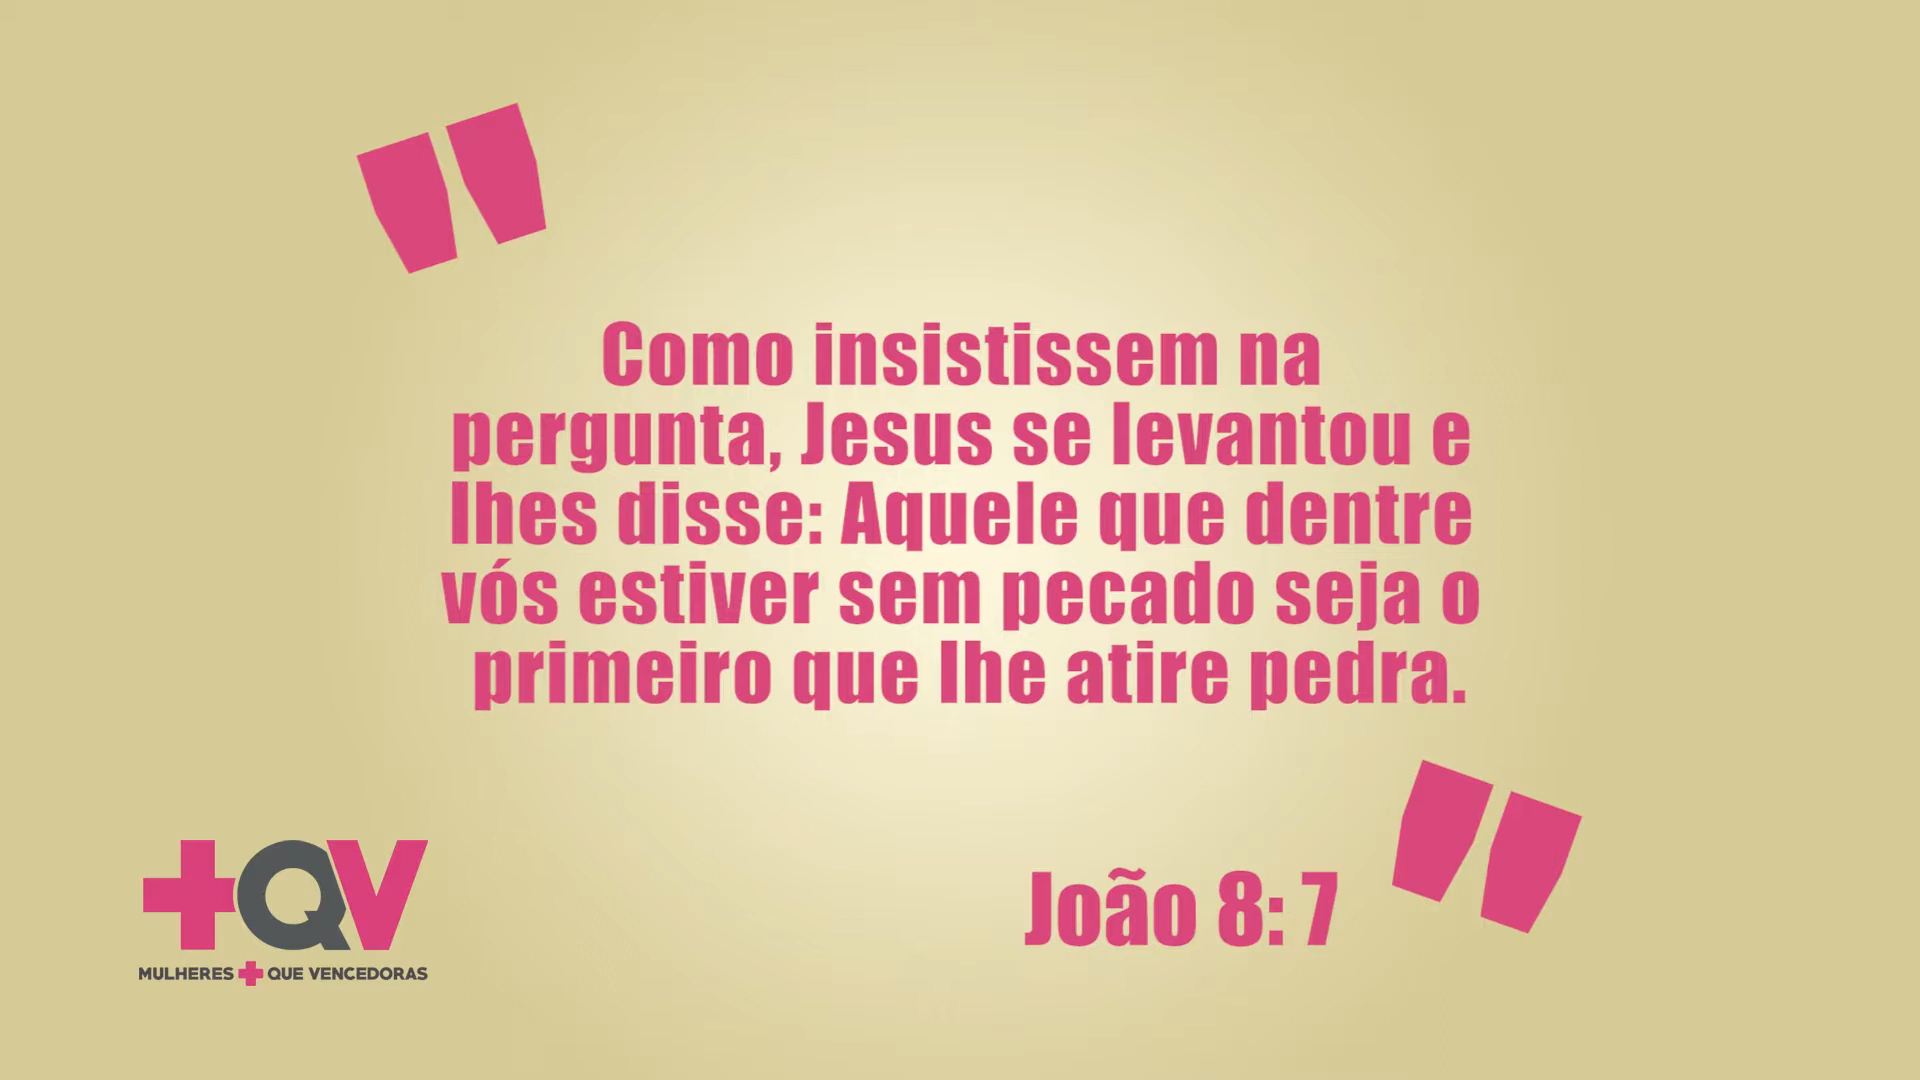 "
Como insistissem na
pergunta, Jesus se levantou e
lhes disse: Aquele que dentre
vós estiver sem pecado seja o
primeiro que lhe atire pedra.
"
João 8: 7
+QV
MULHERES + QUE VENCEDORAS